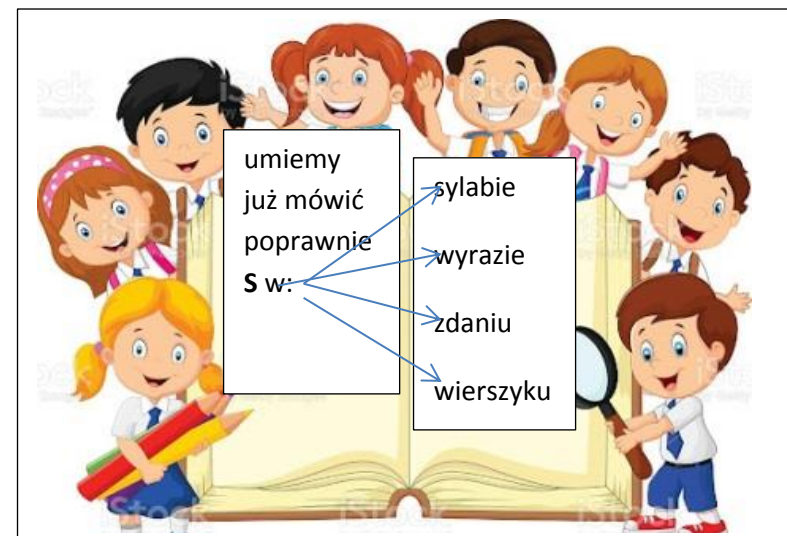 umiemy
już mówić
poprawnie
S w:
sylabie
wyrazie
zdaniu
wierszyku